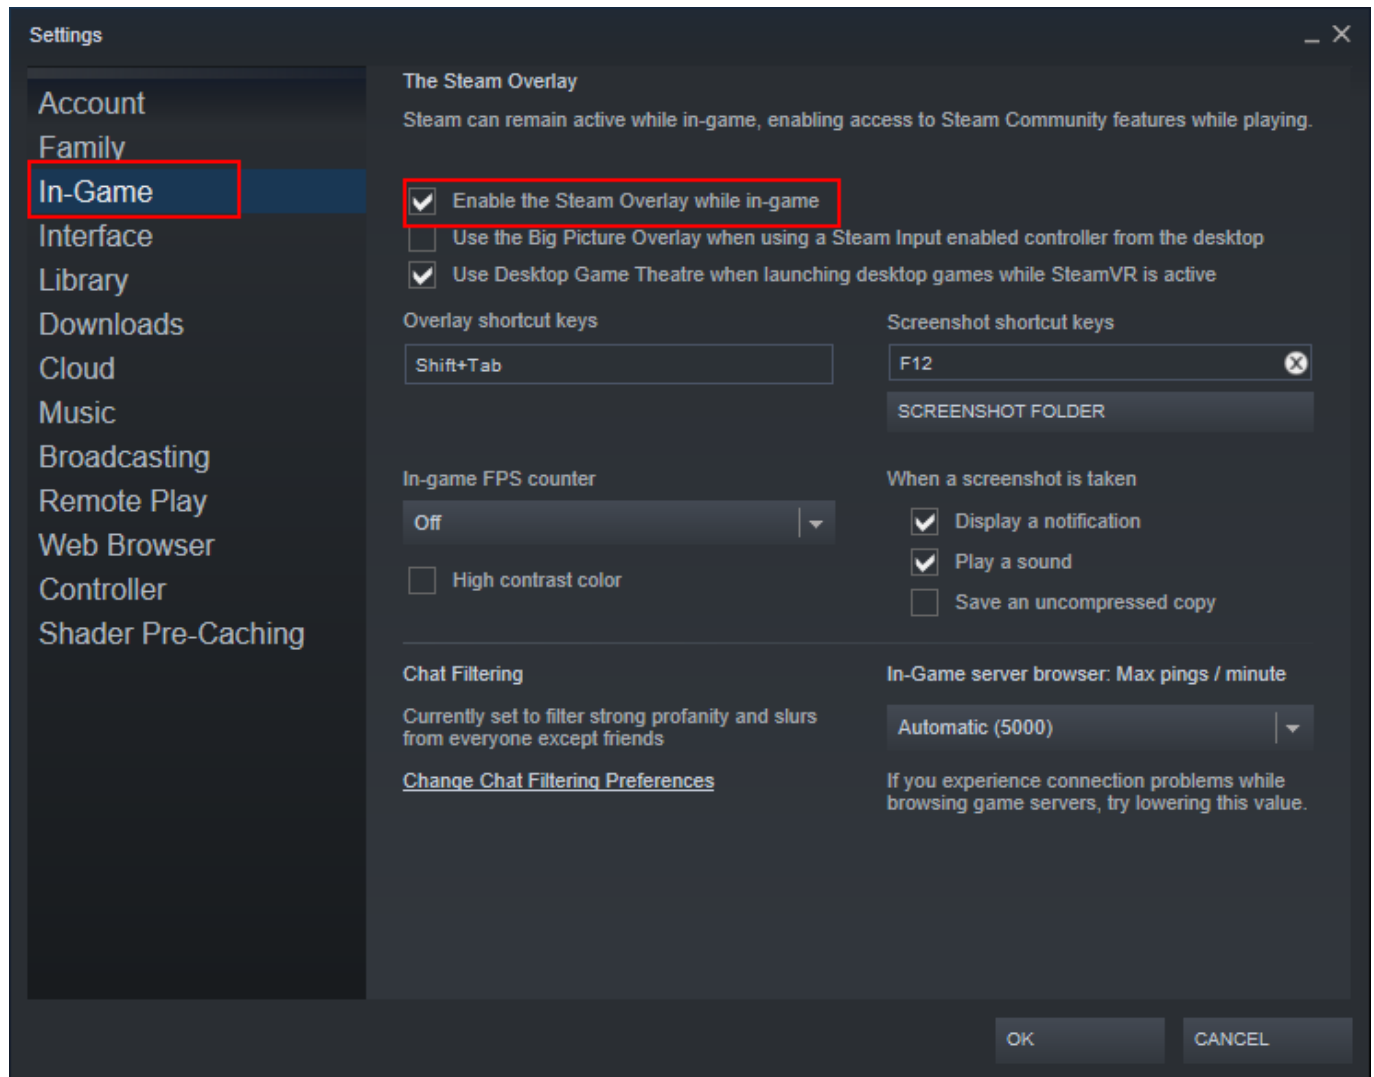 Settings
Account
Family
In-Game
Interface
Library
Downloads
Cloud
Music
Broadcasting
Remote Play
Web Browser
Controller
Shader Pre-Caching
The Steam Overlay
Steam can remain active while in-game, enabling access to Steam Community features while playing.
Enable the Steam Overlay while in-game
Use the Big Picture Overlay when using a Steam Input enabled controller from the desktop
Use Desktop Game Theatre when launching desktop games while SteamVR is active
Overlay shortcut keys
Shift+Tab
Screenshot shortcut keys
F12
SCREENSHOT FOLDER
In-game FPS counter
Off
High contrast color
When a screenshot is taken
Display a notification
Play a sound
Save an uncompressed copy
Chat Filtering
Currently set to filter strong profanity and slurs
from everyone except friends
Change Chat Filtering Preferences
In-Game server browser: Max pings / minute
Automatic (5000)
If you experience connection problems while
browsing game servers, try lowering this value.
OK
CANCEL